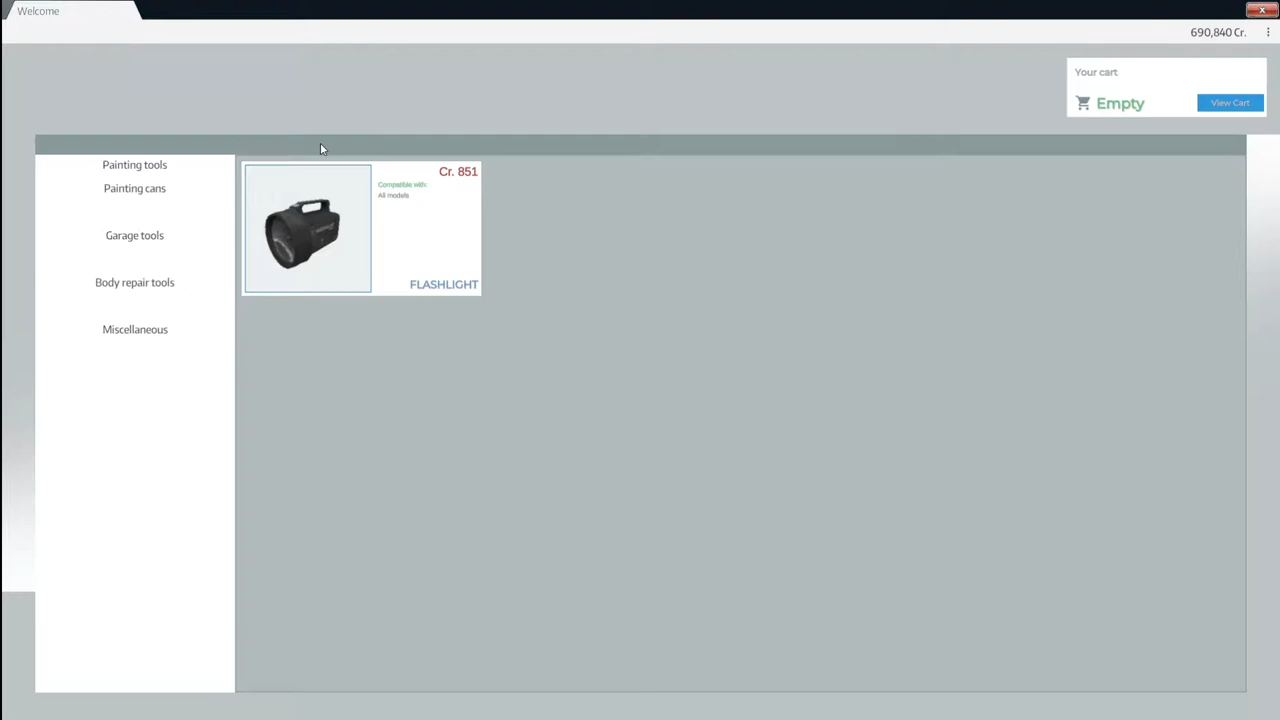 Welcome
x
690,840 Cr.
Your cart
Empty
View Cart
Painting tools
Painting cans
Garage tools
Body repair tools
Miscellaneous
Cr. 851
Compatible with:
All models
FLASHLIGHT